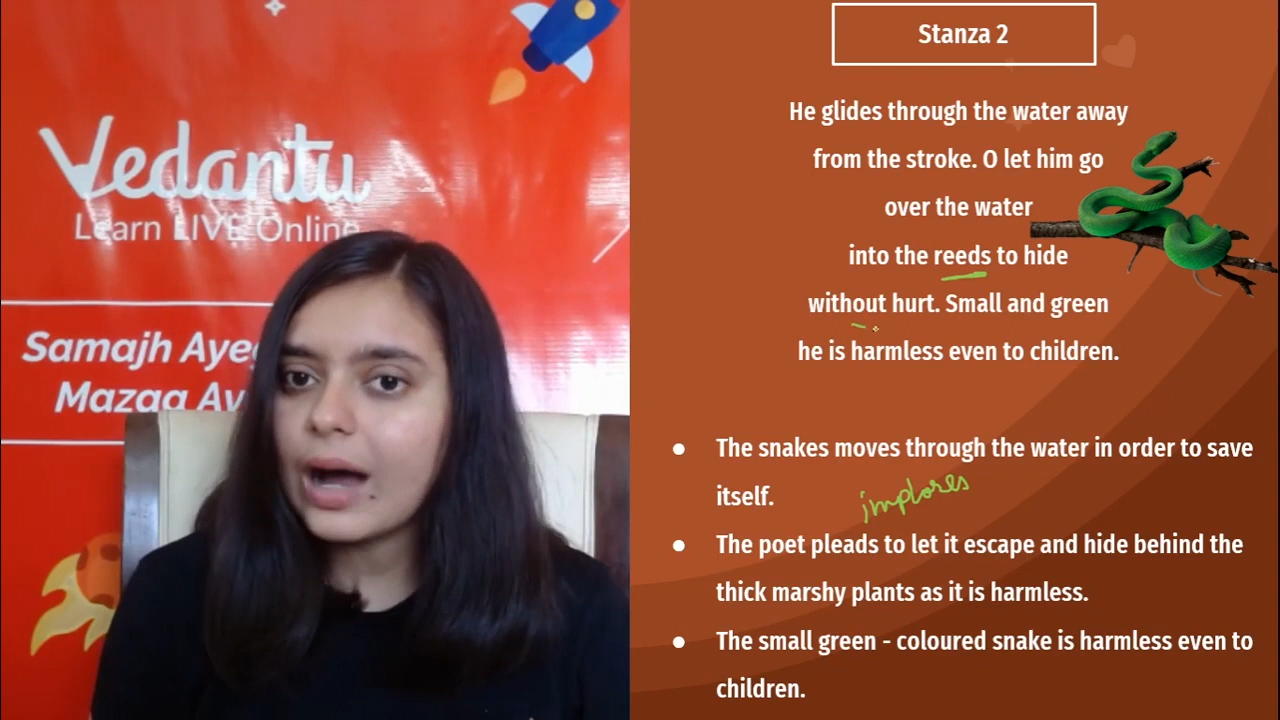 Vedantu
Learn LIVE Online
Samajh
Mazaa
Stanza 2
He glides through the water away
from the stroke. O let him go
over the water
into the reeds to hide
without hurt. Small and green
he is harmless even to children.
● The snakes moves through the water in order to save
itself.
implores
● The poet pleads to let it escape and hide behind the
thick marshy plants as it is harmless.
● The small green - coloured snake is harmless even to
children.